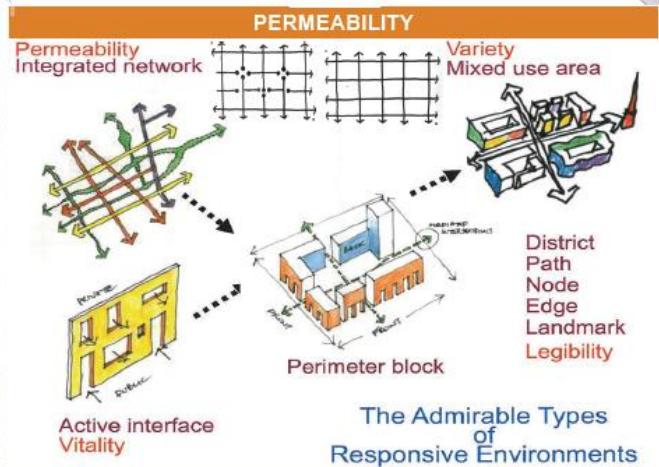 PERMEABILITY
Permeability
Integrated network
Variety
Mixed use area
PRIVATE
PUBLIC
Active interface
Vitality
BACK
FRONT
FRONT
Perimeter block
District
Path
Node
Edge
Landmark
Legibility
The Admirable Types
of
Responsive Environments